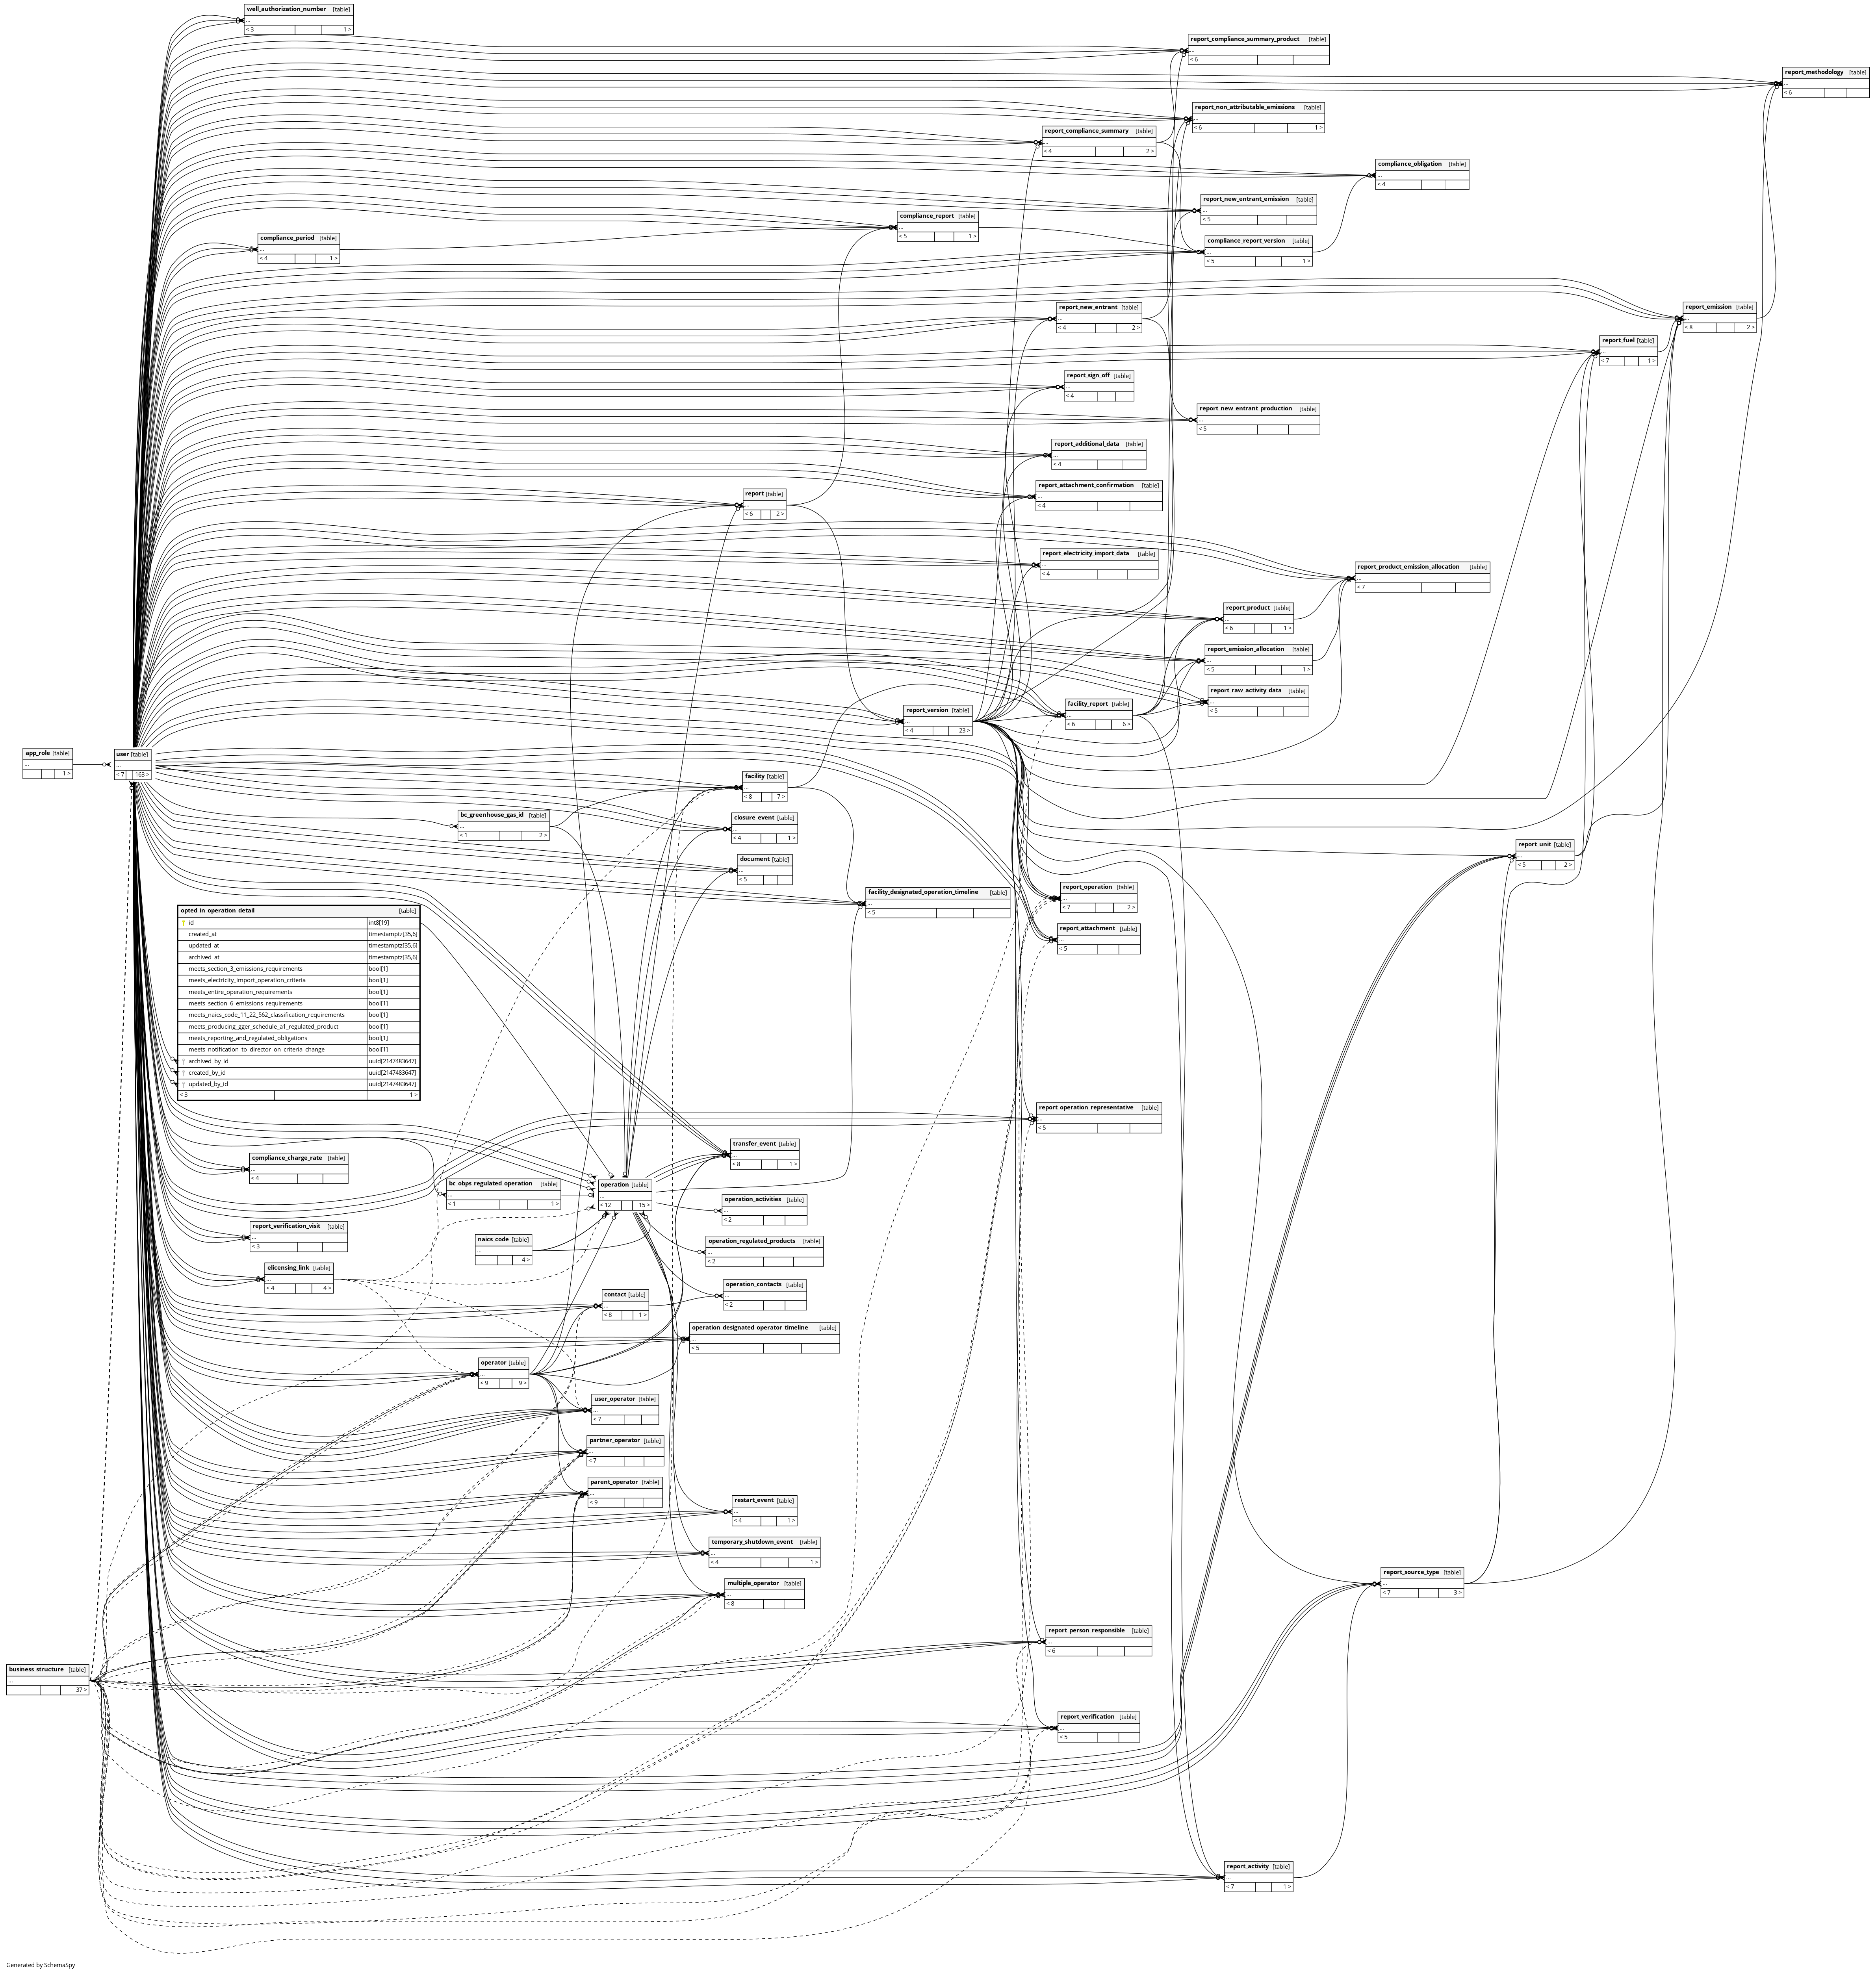 well_authorization_number [table]
...
< 3 1 >
report_compliance_summary_product [table]
...
< 6
report_methodology [table]
...
< 6
report_non_attributable_emissions [table]
...
< 6 1 >
report_compliance_summary [table]
...
< 4 2 >
compliance_obligation [table]
...
< 4
report_new_entrant_emission [table]
...
< 5
compliance_report [table]
...
< 5 1 >
compliance_period [table]
...
< 4 1 >
compliance_report_version [table]
...
< 5 1 >
report_new_entrant [table]
...
< 4 2 >
report_emission [table]
...
< 8 2 >
report_fuel [table]
...
< 7 1 >
report_sign_off [table]
...
< 4
report_new_entrant_production [table]
...
< 5
report_additional_data [table]
...
< 4
report_attachment_confirmation [table]
...
< 4
report [table]
...
< 6 2 >
report_electricity_import_data [table]
...
< 4
report_product_emission_allocation [table]
...
< 7
report_product [table]
...
< 6 1 >
report_emission_allocation [table]
...
< 5 1 >
report_raw_activity_data [table]
...
< 5
facility_report [table]
...
< 6 6 >
report_version [table]
...
< 4 23 >
app_role [table]
...
1 >
user [table]
...
< 7 163 >
facility [table]
...
< 8 7 >
bc_greenhouse_gas_id [table]
...
< 1 2 >
closure_event [table]
...
< 4 1 >
report_unit [table]
...
< 5 2 >
document [table]
...
< 5
facility_designated_operation_timeline [table]
...
< 5
report_operation [table]
...
< 7 2 >
report_attachment [table]
...
< 5
opted_in_operation_detail [table]
id int8[19]
created_at timestamptz[35,6]
updated_at timestamptz[35,6]
archived_at timestamptz[35,6]
meets_section_3_emissions_requirements bool[1]
meets_electricity_import_operation_criteria bool[1]
meets_entire_operation_requirements bool[1]
meets_section_6_emissions_requirements bool[1]
meets_naics_code_11_22_562_classification_requirements bool[1]
meets_producing_gger_schedule_a1_regulated_product bool[1]
meets_reporting_and_regulated_obligations bool[1]
meets_notification_to_director_on_criteria_change bool[1]
archived_by_id uuid[2147483647]
created_by_id uuid[2147483647]
updated_by_id uuid[2147483647]
< 3 1 >
report_operation_representative [table]
...
< 5
transfer_event [table]
...
< 8 1 >
compliance_charge_rate [table]
...
< 4
bc_obps_regulated_operation [table]
...
< 1 1 >
operation [table]
...
< 12 15 >
operation_activities [table]
...
< 2
report_verification_visit [table]
...
< 3
naics_code [table]
...
4 >
operation_regulated_products [table]
...
< 2
elicensing_link [table]
...
< 4 4 >
operation_contacts [table]
...
< 2
contact [table]
...
< 8 1 >
operation_designated_operator_timeline [table]
...
< 5
operator [table]
...
< 9 9 >
user_operator [table]
...
< 7
partner_operator [table]
...
< 7
parent_operator [table]
...
< 9
restart_event [table]
...
< 4 1 >
temporary_shutdown_event [table]
...
< 4 1 >
multiple_operator [table]
...
< 8
report_source_type [table]
...
< 7 3 >
report_person_responsible [table]
...
< 6
business_structure [table]
...
37 >
report_verification [table]
...
< 5
report_activity [table]
...
< 7 1 >
Generated by SchemaSpy